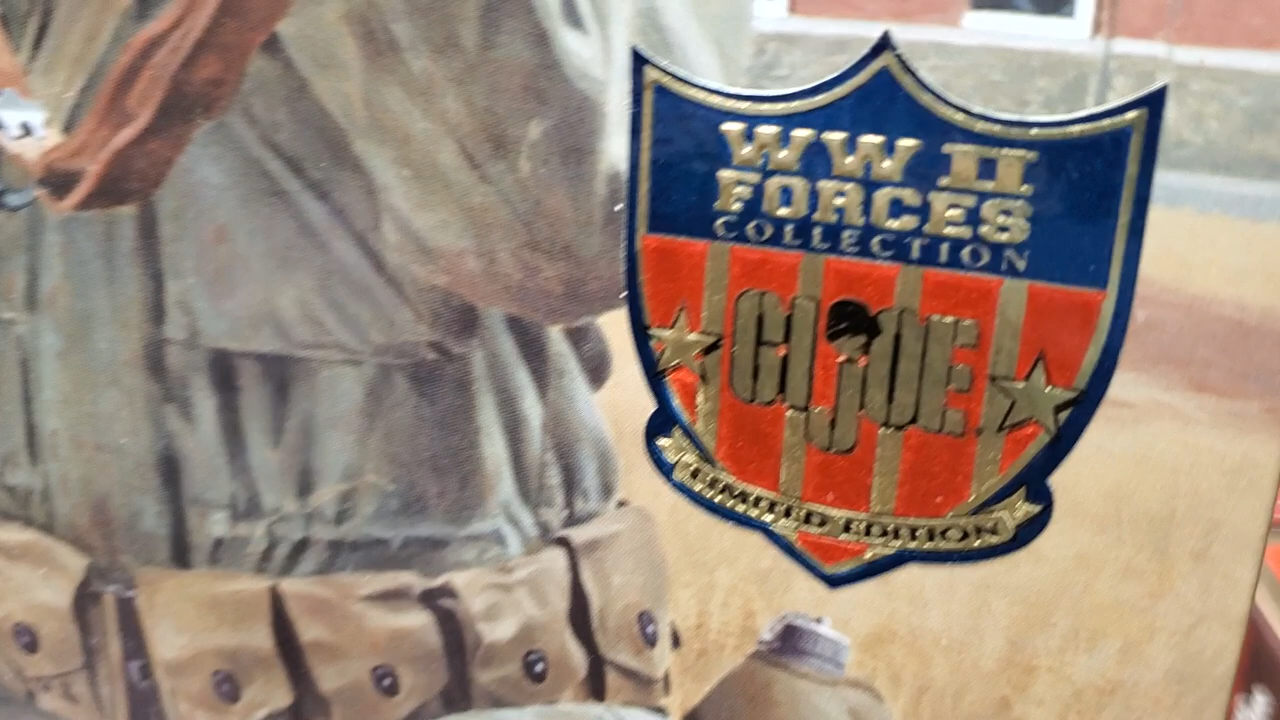 WW II
FORCES
COLLECTION
GI JOE
LIMITED EDITION